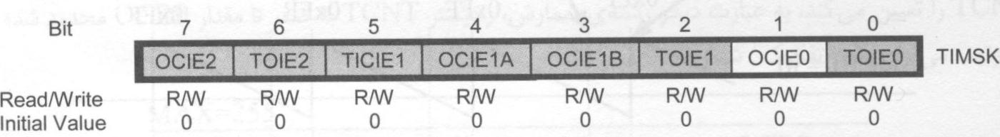 Bit 7 6 5 4 3 2 1 0
OCIE2 TOIE2 TICIE1 OCIE1A OCIE1B TOIE1 OCIE0 TOIE0 TIMSK
Read/Write R/W R/W R/W R/W R/W R/W R/W R/W
Initial Value 0 0 0 0 0 0 0 0